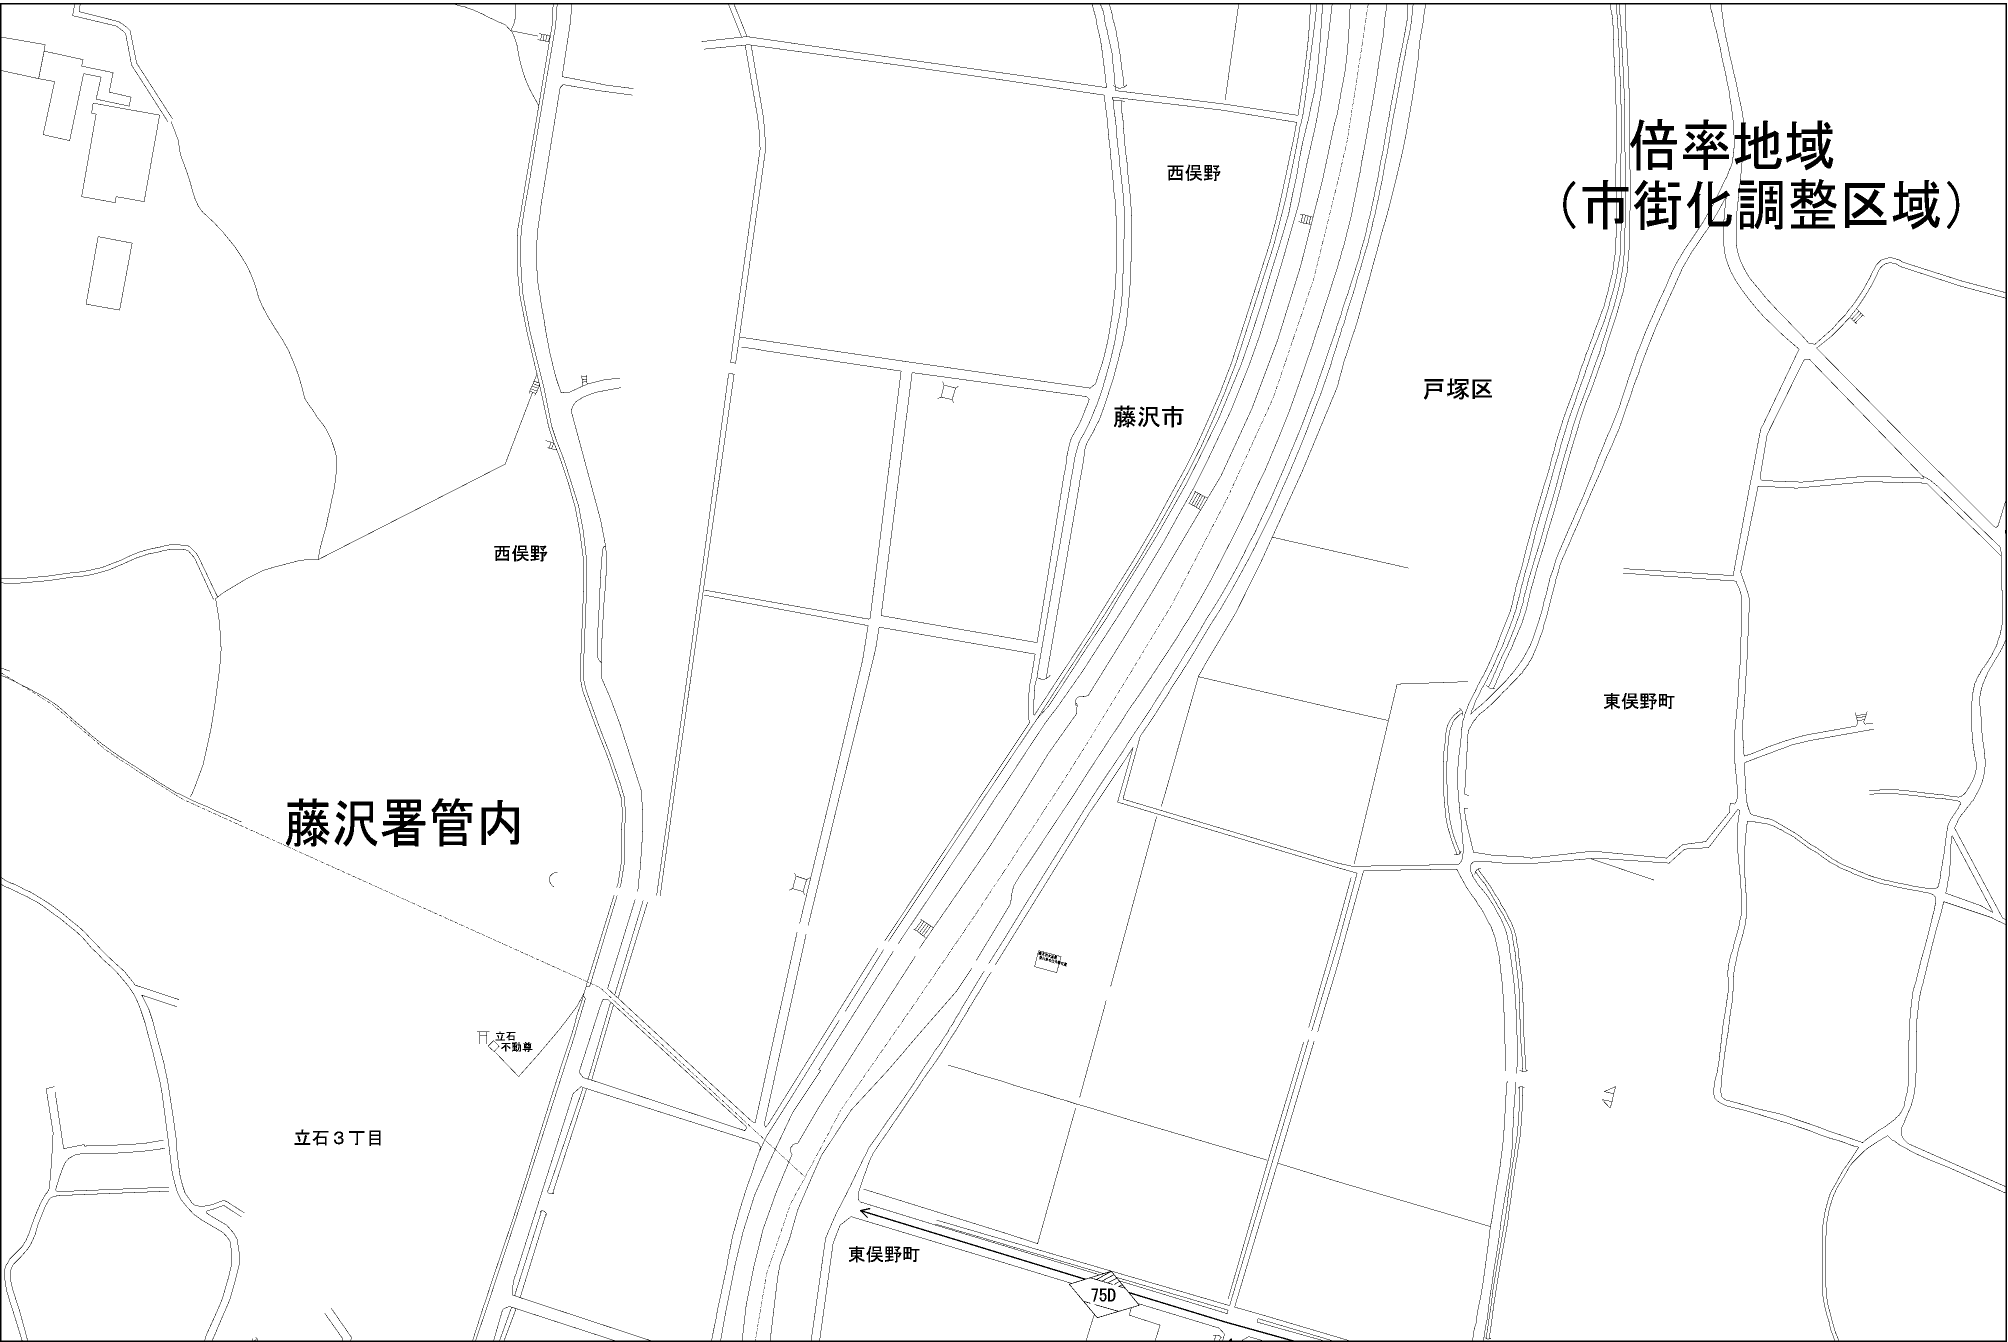 倍率地域
（市街化調整区域）
西俣野
戸塚区
藤沢市
西俣野
東俣野町
藤沢署管内
立石
不動尊
立石３丁目
東俣野町
75D